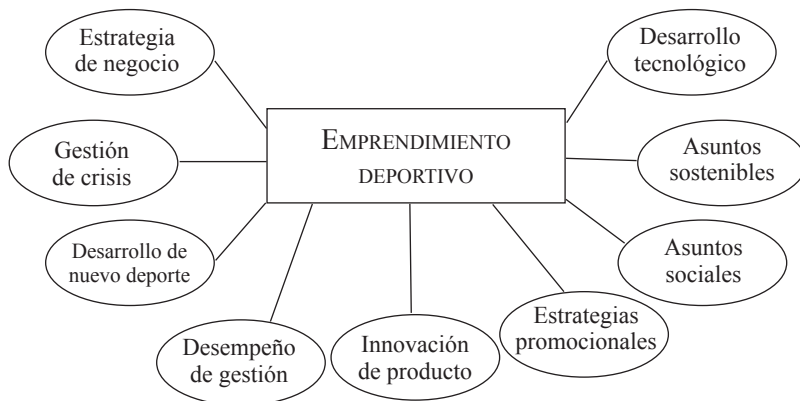 Estrategia
de negocio
Desarrollo
tecnológico
EMPRENDIMIENTO
DEPORTIVO
Gestión
de crisis
Asuntos
sostenibles
Desarrollo de
nuevo deporte
Asuntos
sociales
Desempeño
de gestión
Innovación
de producto
Estrategias
promocionales